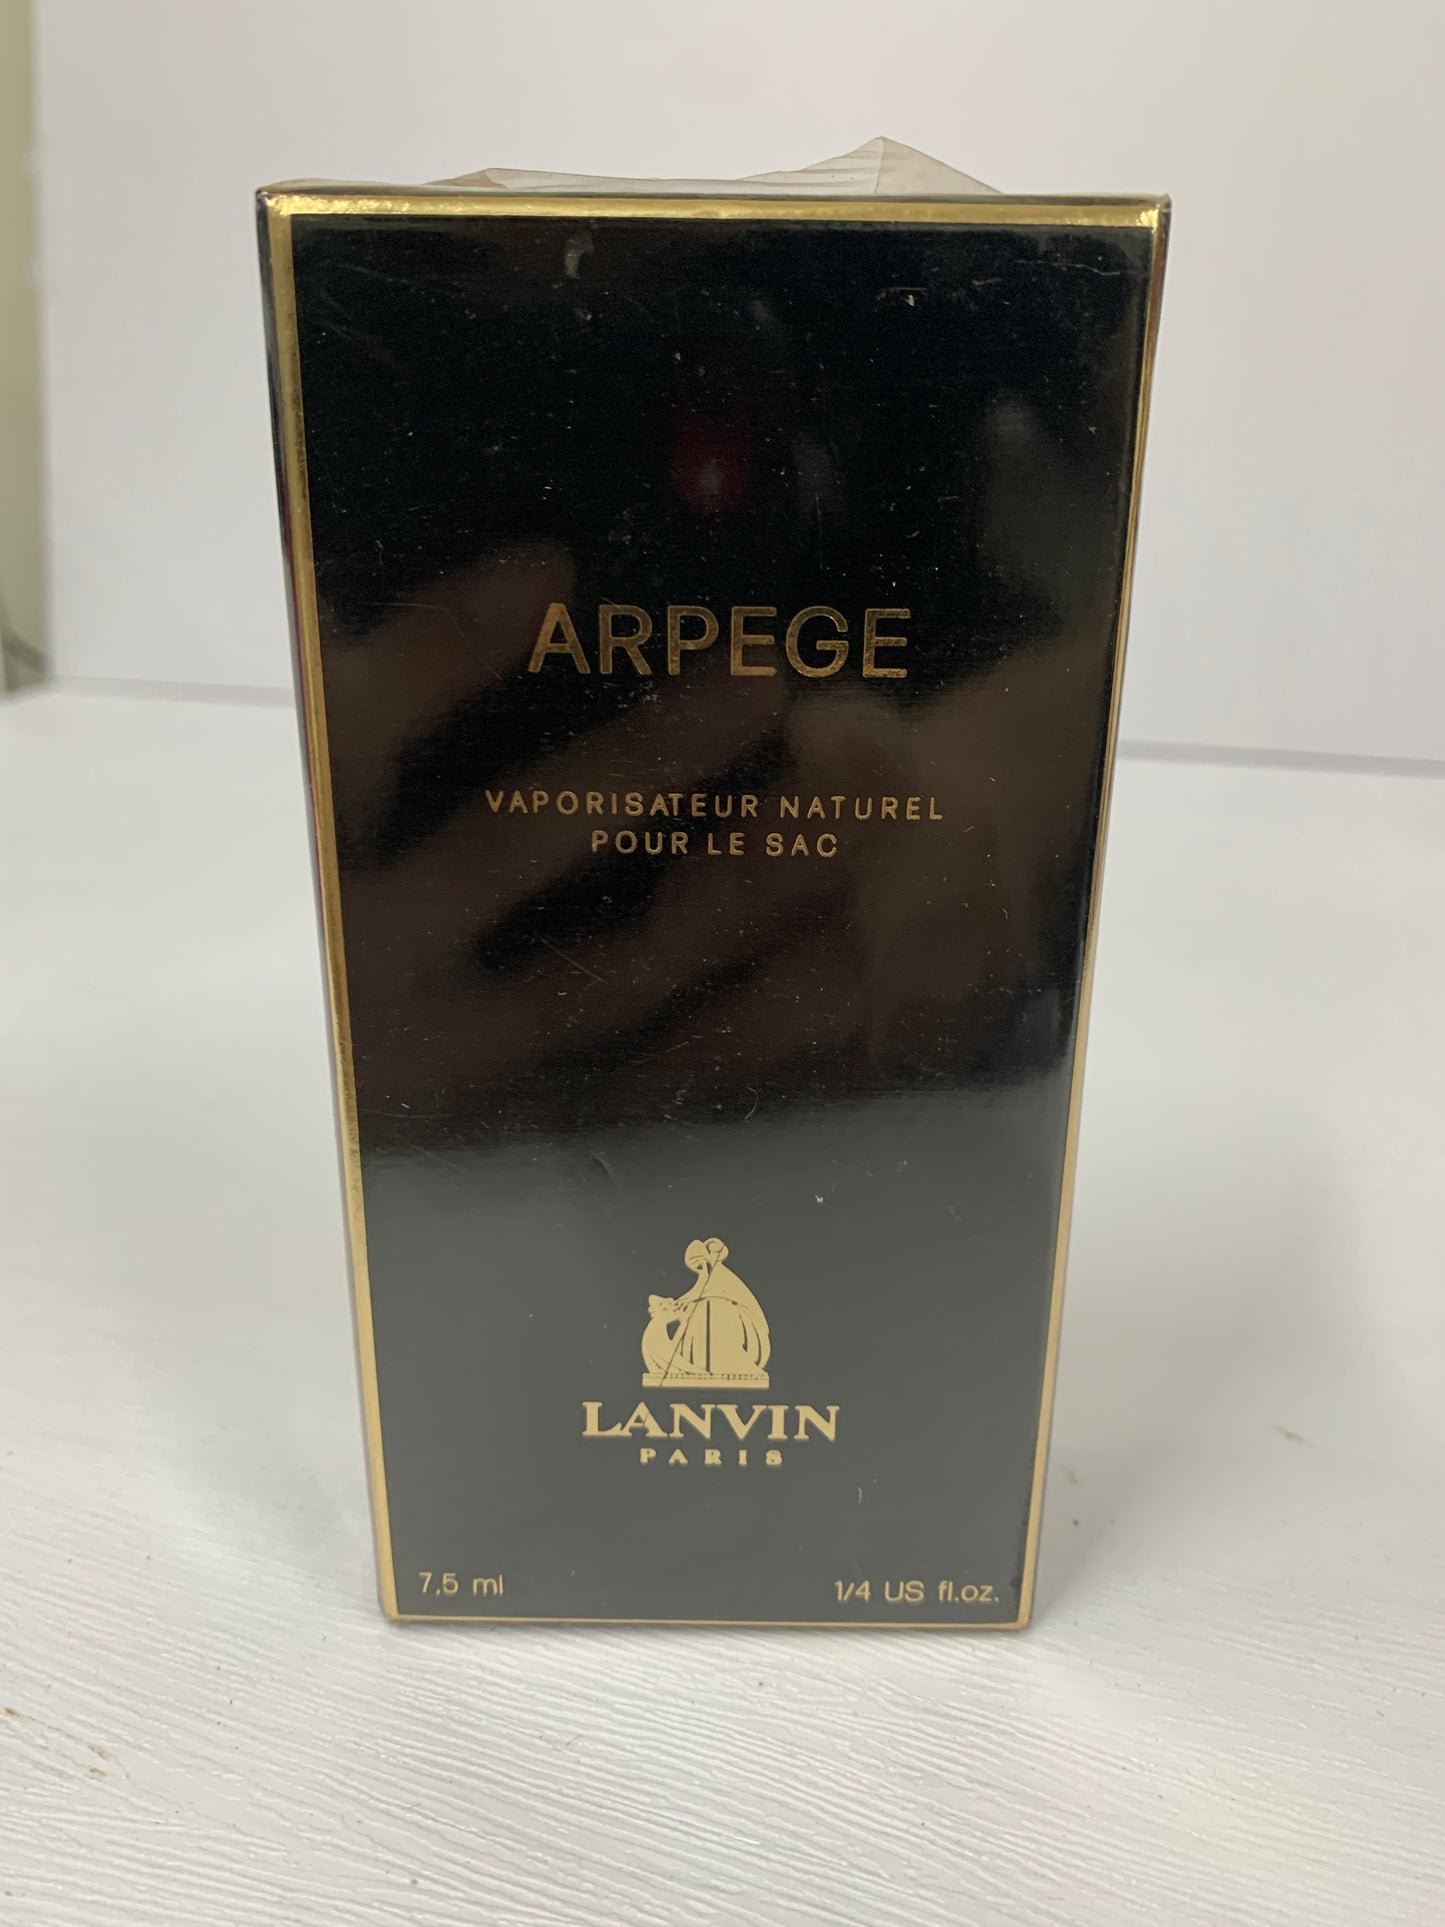 ARPEGE
VAPORISATEUR NATUREL
POUR LE SAC
LANVIN
PARIS
7,5 ml
1/4 US fl.oz.